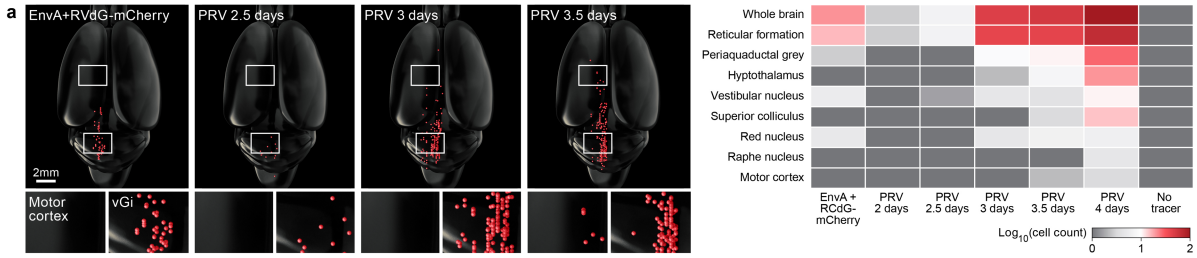 a
EnvA+RVdG-mCherry
PRV 2.5 days
PRV 3 days
PRV 3.5 days
2mm
Motor
cortex
vGi
Whole brain
Reticular formation
Periaquaductal grey
Hyptothalamus
Vestibular nucleus
Superior colliculus
Red nucleus
Raphe nucleus
Motor cortex
EnvA +
RCdG-
mCherry
PRV
2 days
PRV
2.5 days
PRV
3 days
PRV
3.5 days
PRV
4 days
No
tracer
Log10(cell count)
0
1
2